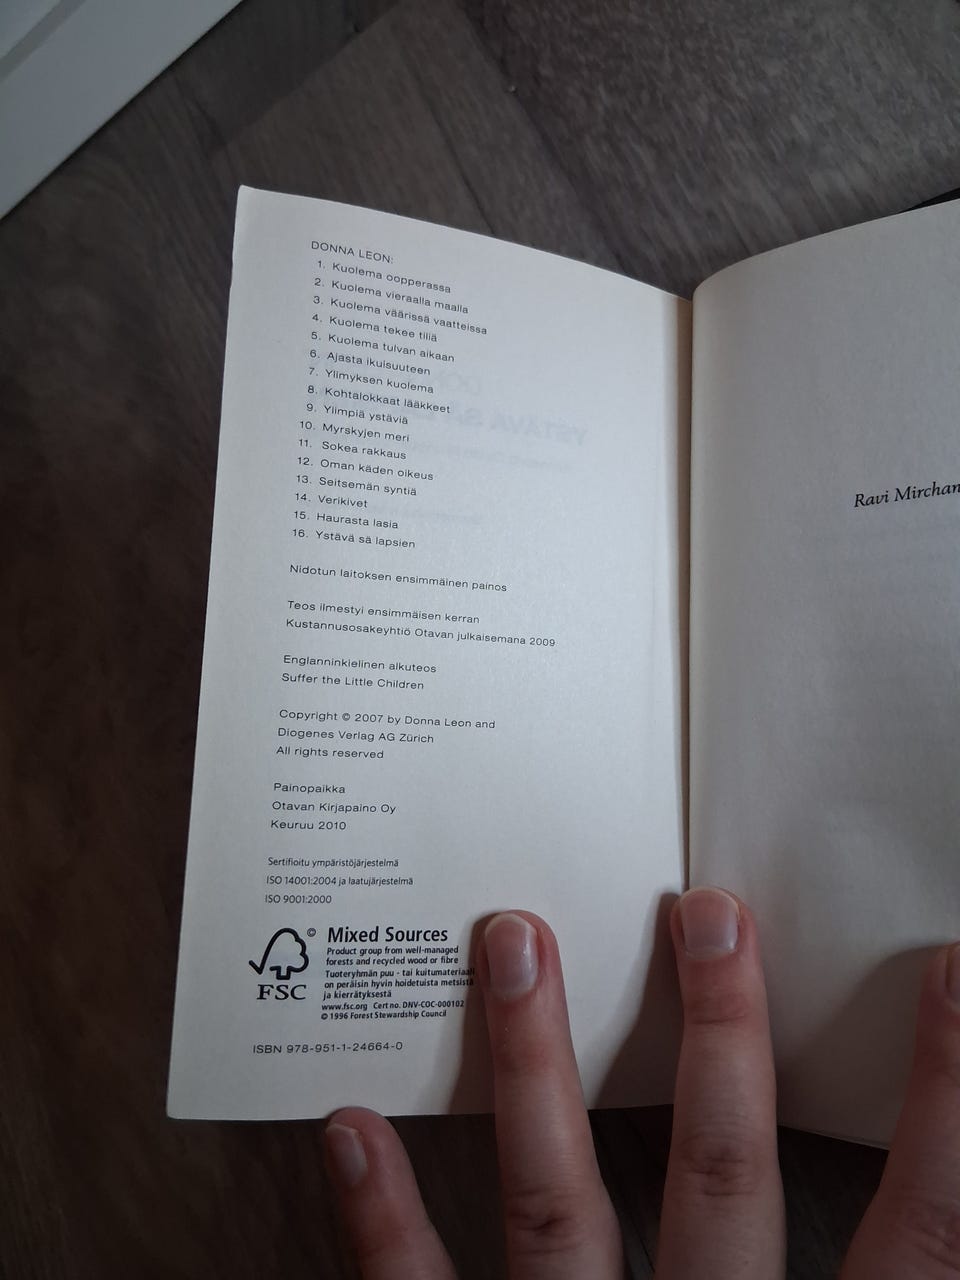 DONNA LEON:
1. Kuolema oopperassa
2. Kuolema vieraalla maalla
3. Kuolema väärissä vaatteissa
4. Kuolema tekee tiliä
5. Kuolema tulvan aikaan
6. Ajasta ikuisuuteen
7. Ylimyksen kuolema
8. Kohtalokkaat lääkkeet
9. Ylimpiä ystäviä
10. Myrskyjen meri
11. Sokea rakkaus
12. Oman käden oikeus
13. Seitsemän syntiä
14. Verikivet
15. Haurasta lasia
16. Ystävä sä lapsien
Nidotun laitoksen ensimmäinen painos
Teos ilmestyi ensimmäisen kerran
Kustannusosakeyhtiö Otavan julkaisemana 2009
Englanninkielinen alkuteos
Suffer the Little Children
Copyright © 2007 by Donna Leon and
Diogenes Verlag AG Zürich
All rights reserved
Painopaikka
Otavan Kirjapaino Oy
Keuruu 2010
Sertifioitu ympäristöjärjestelmä
ISO 14001:2004 ja laatujärjestelmä
ISO 9001:2000
©
FSC
Mixed Sources
Product group from well-managed
forests and recycled wood or fibre
Tuoteryhmän puu - tai kuitumateriaali
on peräisin hyvin hoidetuista metsistä
ja kierrätyksestä
www.fsc.org Cert no. DNV-COC-000102
© 1996 Forest Stewardship Council
ISBN 978-951-1-24664-0
Ravi Mirchan